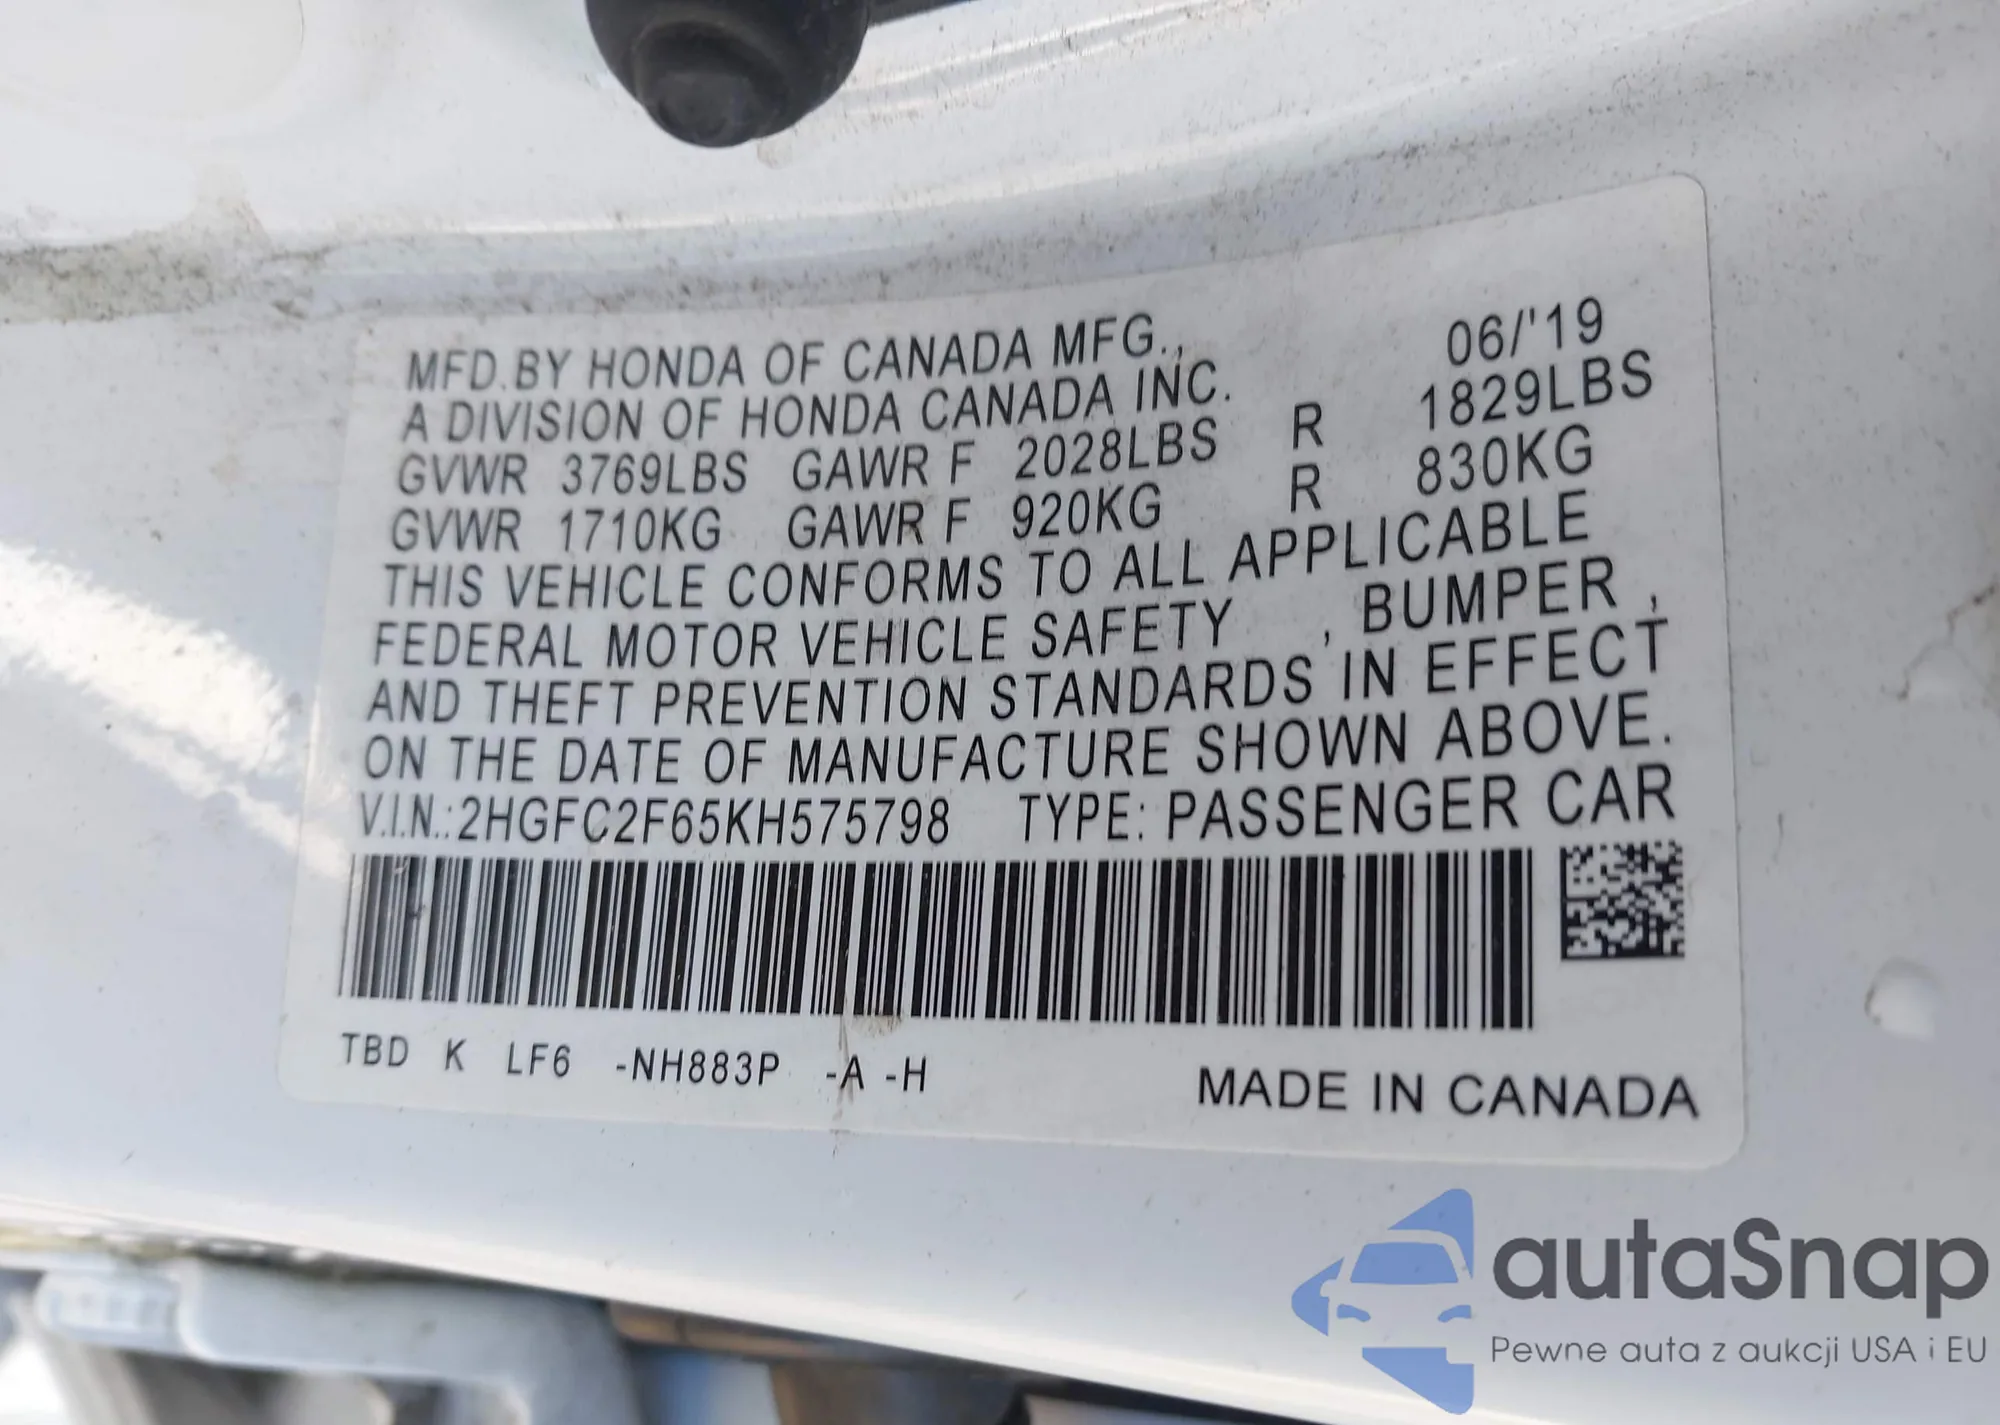 MFD.BY HONDA OF CANADA MFG., 06/'19
A DIVISION OF HONDA CANADA INC.
GVWR 3769LBS GAWR F 2028LBS R 1829LBS
GVWR 1710KG GAWR F 920KG R 830KG
THIS VEHICLE CONFORMS TO ALL APPLICABLE
FEDERAL MOTOR VEHICLE SAFETY , BUMPER ,
AND THEFT PREVENTION STANDARDS IN EFFECT
ON THE DATE OF MANUFACTURE SHOWN ABOVE.
V.I.N.:2HGFC2F65KH575798 TYPE: PASSENGER CAR
TBD K LF6 -NH883P -A -H
MADE IN CANADA
autaSnap
Pewne auta z aukcji USA i EU